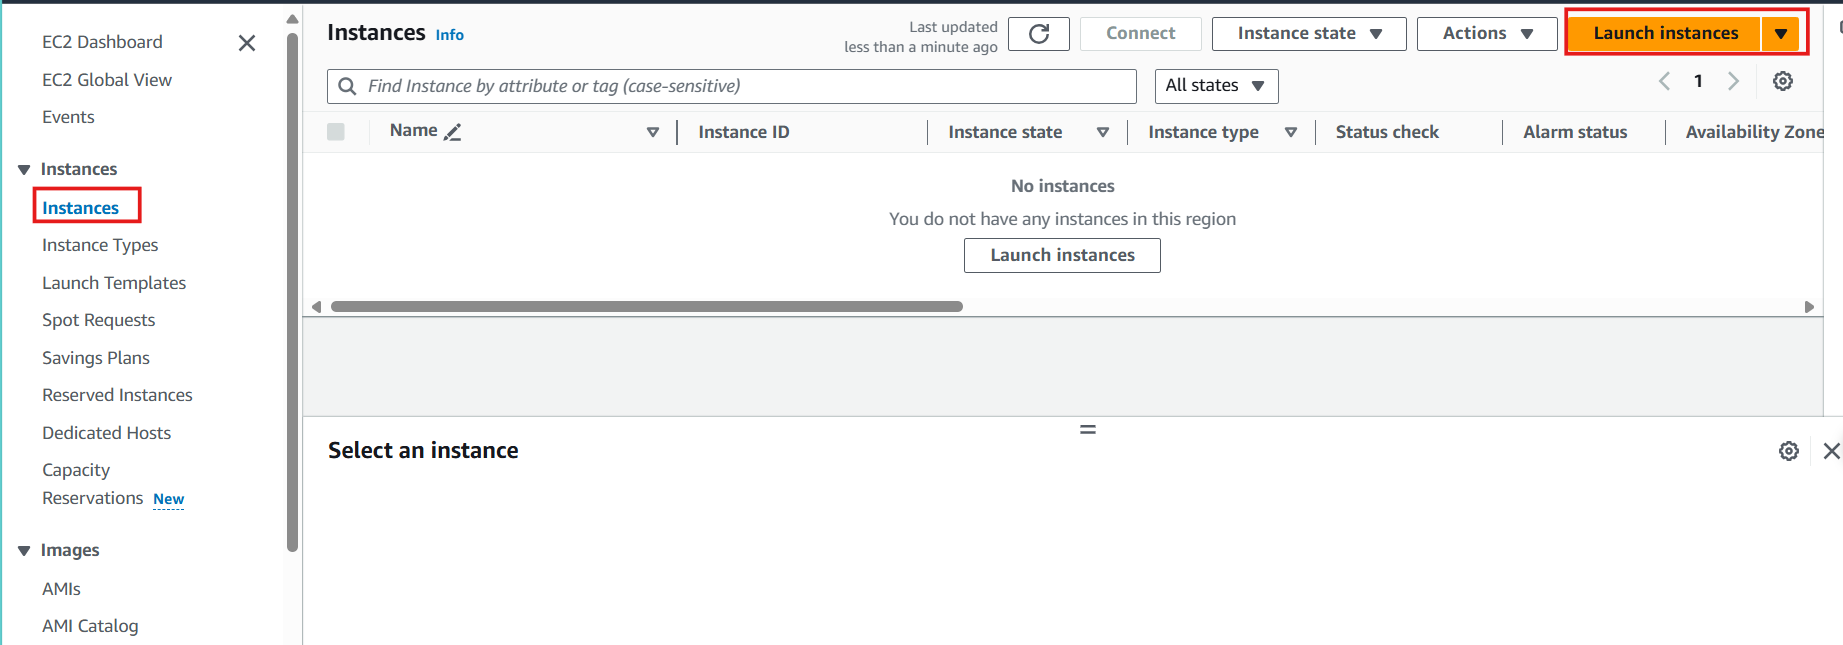 EC2 Dashboard
EC2 Global View
Events
Instances
Instances
Instance Types
Launch Templates
Spot Requests
Savings Plans
Reserved Instances
Dedicated Hosts
Capacity
Reservations New
Images
AMIs
AMI Catalog
Instances Info
Last updated
less than a minute ago
Connect
Instance state
Actions
Launch instances
Find Instance by attribute or tag (case-sensitive)
All states
1
Name Instance ID Instance state Instance type Status check Alarm status Availability Zone
No instances
You do not have any instances in this region
Launch instances
Select an instance